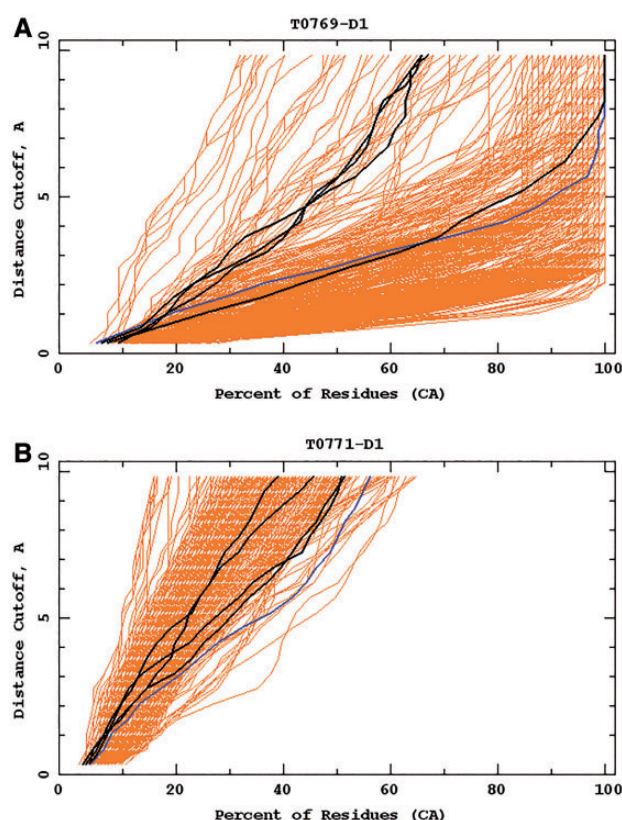 A
T0769-D1
10
5
0
Distance Cutoff, A
0 20 40 60 80 100
Percent of Residues (CA)
B
T0771-D1
10
5
0
Distance Cutoff, A
0 20 40 60 80 100
Percent of Residues (CA)